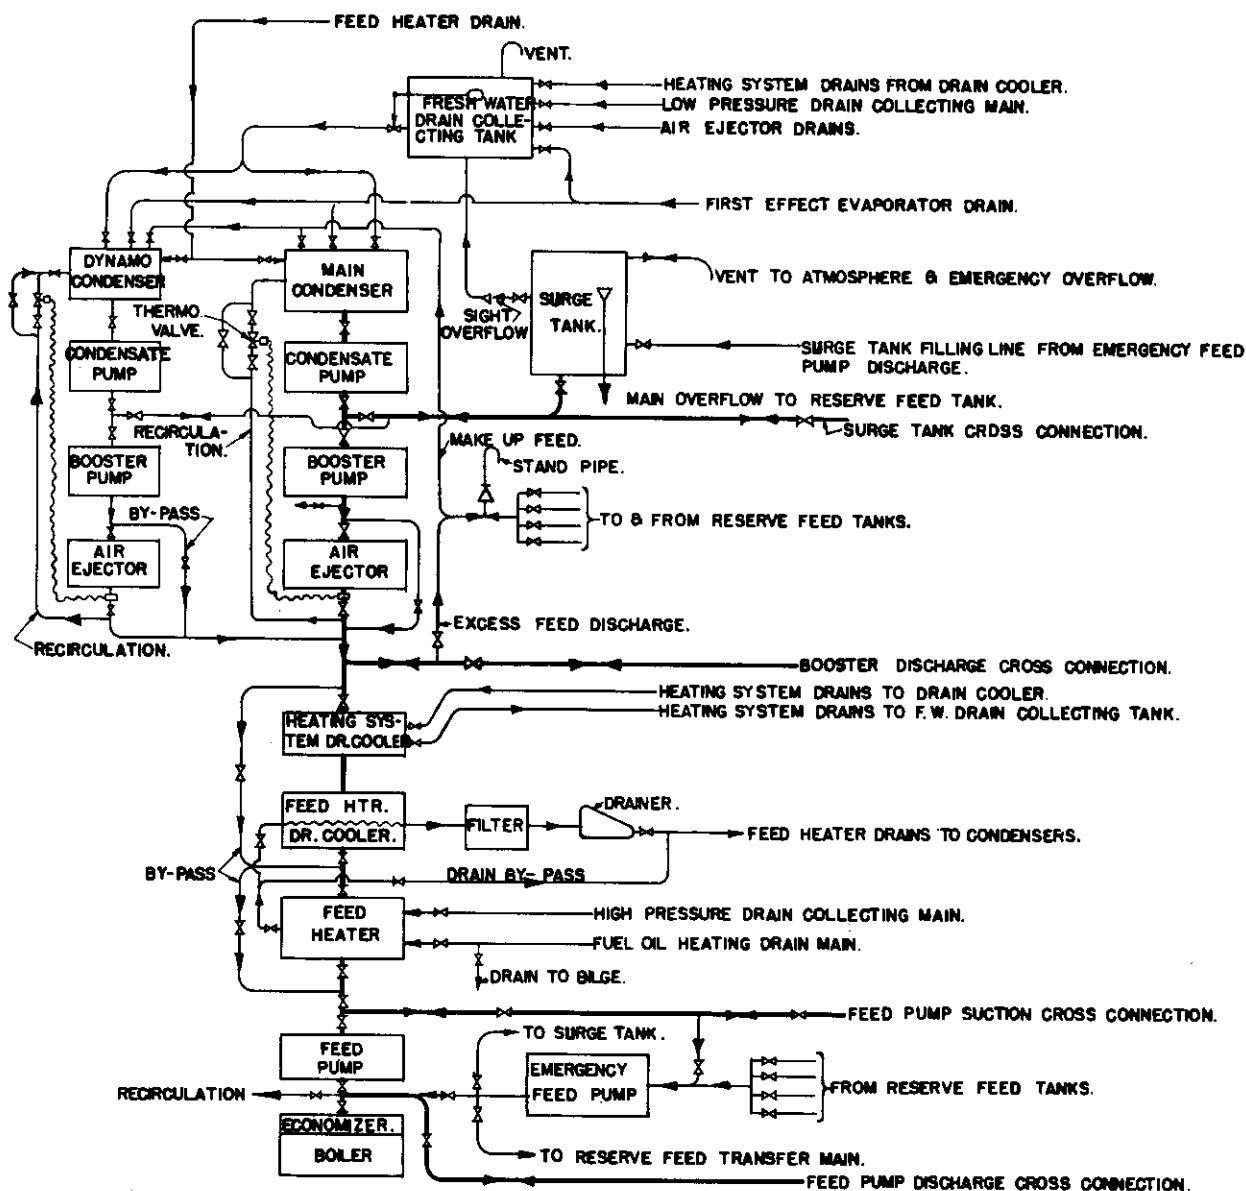 FEED HEATER DRAIN.
VENT.
HEATING SYSTEM DRAINS FROM DRAIN COOLER.
FRESH WATER
DRAIN COLLE-
CTING TANK
LOW PRESSURE DRAIN COLLECTING MAIN.
AIR EJECTOR DRAINS.
FIRST EFFECT EVAPORATOR DRAIN.
DYNAMO
CONDENSER
MAIN
CONDENSER
VENT TO ATMOSPHERE & EMERGENCY OVERFLOW.
THERMO.
VALVE.
SIGHT
OVERFLOW
SURGE
TANK.
CONDENSATE
PUMP
CONDENSATE
PUMP
SURGE TANK FILLING LINE FROM EMERGENCY FEED
PUMP DISCHARGE.
MAIN OVERFLOW TO RESERVE FEED TANK.
RECIRCULA-
TION.
SURGE TANK CROSS CONNECTION.
MAKE UP FEED.
BOOSTER
PUMP
BOOSTER
PUMP
STAND PIPE.
BY-PASS
TO & FROM RESERVE FEED TANKS.
AIR
EJECTOR
AIR
EJECTOR
EXCESS FEED DISCHARGE.
RECIRCULATION.
BOOSTER DISCHARGE CROSS CONNECTION.
HEATING SYSTEM DRAINS TO DRAIN COOLER.
HEATING SYSTEM DRAINS TO F.W. DRAIN COLLECTING TANK.
HEATING SYS-
TEM DR.COOLER
FEED HTR.
DR. COOLER.
FILTER
DRAINER.
FEED HEATER DRAINS TO CONDENSERS.
BY-PASS
DRAIN BY-PASS
FEED
HEATER
HIGH PRESSURE DRAIN COLLECTING MAIN.
FUEL OIL HEATING DRAIN MAIN.
DRAIN TO BILGE.
FEED PUMP SUCTION CROSS CONNECTION.
TO SURGE TANK.
FEED
PUMP
EMERGENCY
FEED PUMP
FROM RESERVE FEED TANKS.
RECIRCULATION
ECONOMIZER.
BOILER
TO RESERVE FEED TRANSFER MAIN.
FEED PUMP DISCHARGE CROSS CONNECTION.